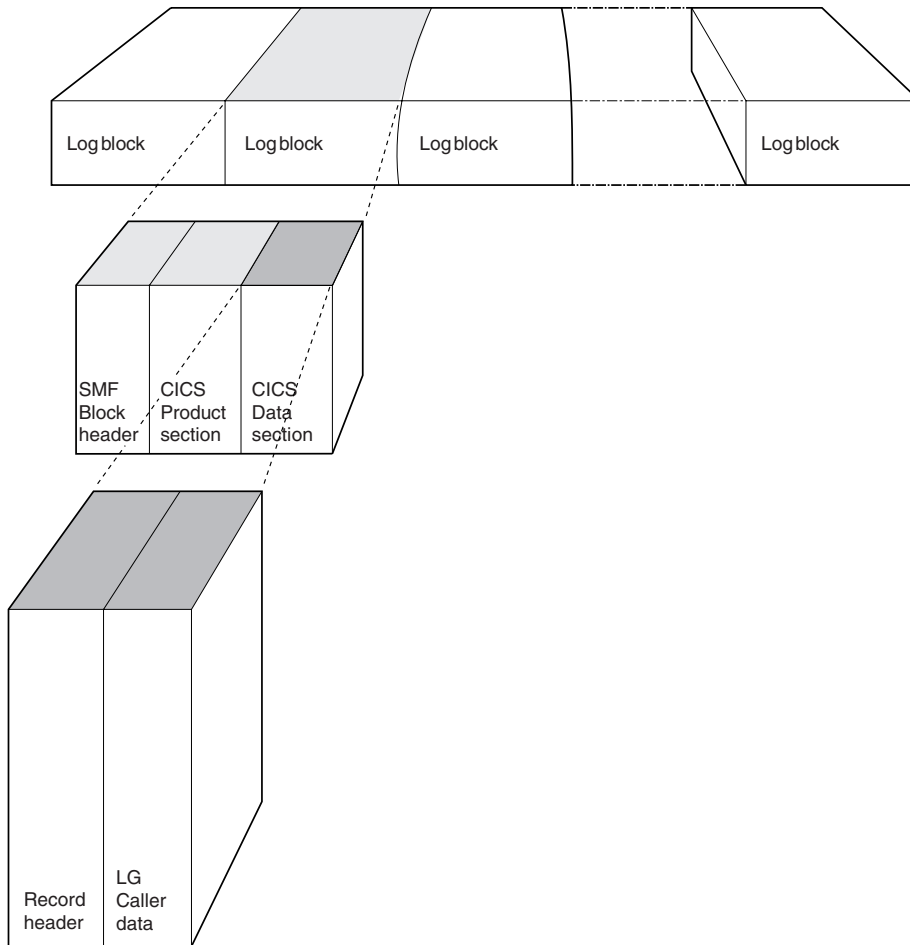 Log block
Log block
Log block
Log block
SMF
Block
header
CICS
Product
section
CICS
Data
section
Record
header
LG
Caller
data